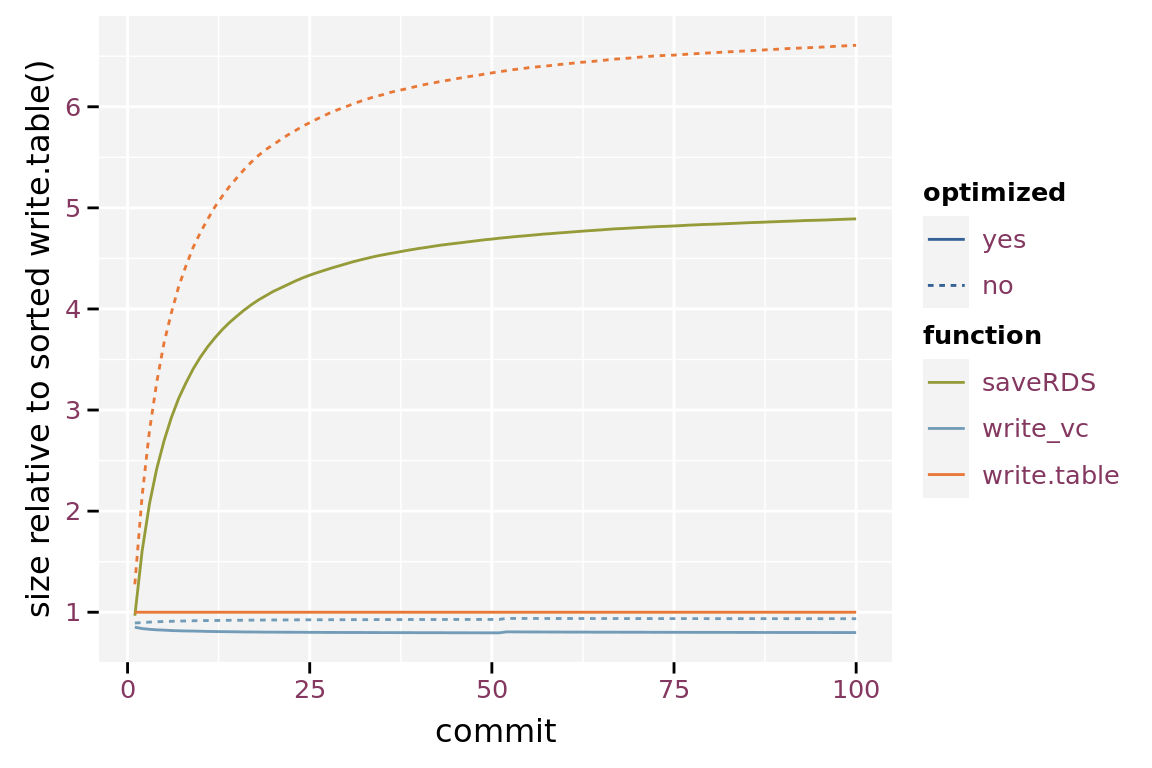 size relative to sorted write.table()
6
5
4
3
2
1
0 25 50 75 100
commit
optimized
yes
no
function
saveRDS
write_vc
write.table